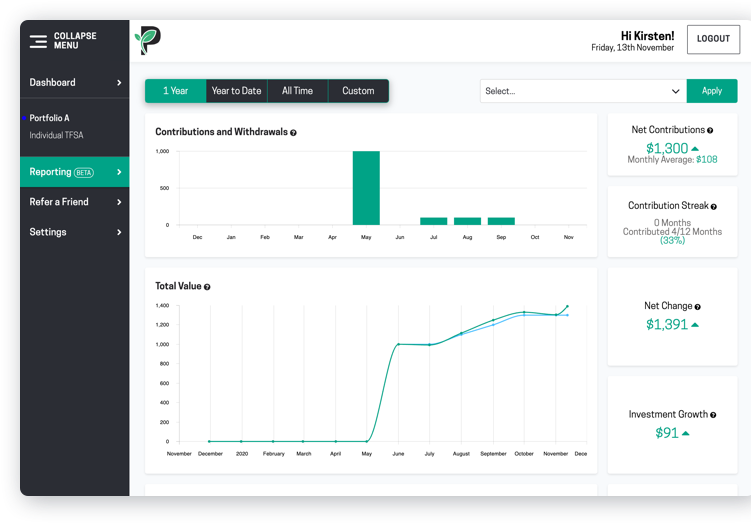 COLLAPSE
MENU
Hi Kirsten!
Friday, 13th November
LOGOUT
Dashboard
Portfolio A
Individual TFSA
Reporting BETA
Refer a Friend
Settings
1 Year
Year to Date
All Time
Custom
Select...
Apply
Contributions and Withdrawals
1,000
500
0
Dec Jan Feb Mar Apr May Jun Jul Aug Sep Oct Nov
Net Contributions
$1,300
Monthly Average: $108
Contribution Streak
0 Months
Contributed 4/12 Months
(33%)
Total Value
1,400
1,200
1,000
800
600
400
200
0
November December 2020 February March April May June July August September October November Dece
Net Change
$1,391
Investment Growth
$91